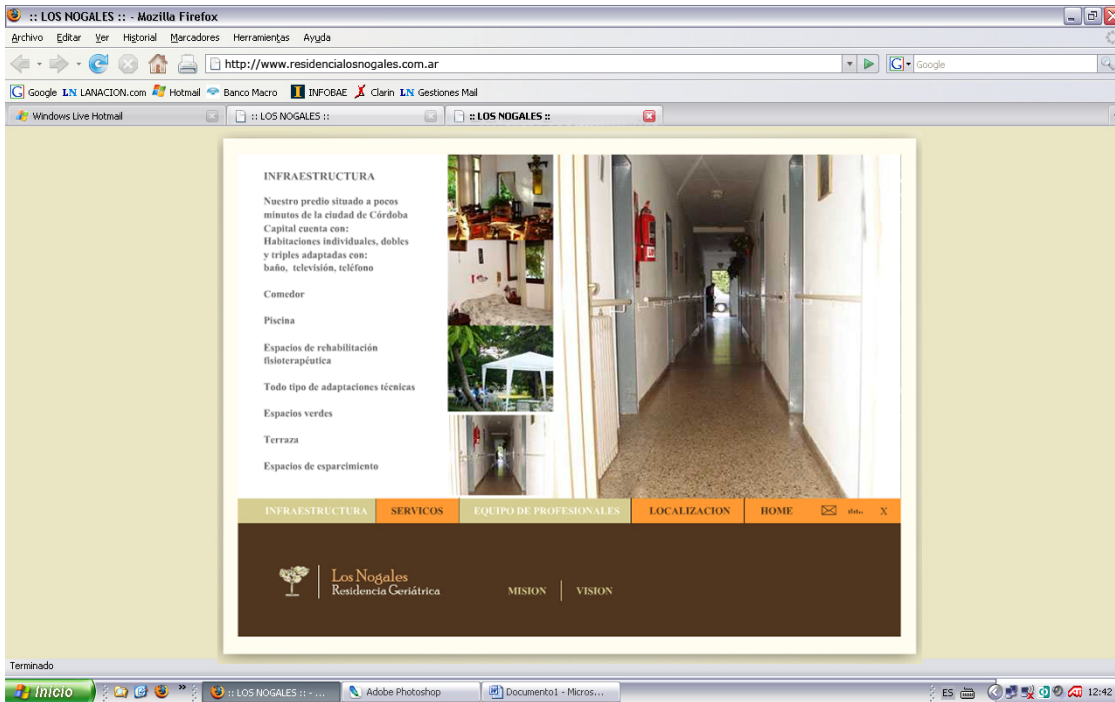 :: LOS NOGALES :: - Mozilla Firefox
Archivo Editar Ver Historial Marcadores Herramientas Ayuda
http://www.residencialosnogales.com.ar
Google
Google LN LANACION.com Hotmail Banco Macro I INFOBAE Clarin LN Gestiones Mail
Windows Live Hotmail :: LOS NOGALES :: :: LOS NOGALES ::
INFRAESTRUCTURA
Nuestro predio situado a pocos
minutos de la ciudad de Córdoba
Capital cuenta con:
Habitaciones individuales, dobles
y triples adaptadas con:
baño, televisión, teléfono
Comedor
Piscina
Espacios de rehabilitación
fisioterapéutica
Todo tipo de adaptaciones técnicas
Espacios verdes
Terraza
Espacios de esparcimiento
INFRAESTRUCTURA SERVICOS EQUIPO DE PROFESIONALES LOCALIZACION HOME X
Los Nogales
Residencia Geriátrica
MISION VISION
Terminado
Inicio » :: LOS NOGALES :: - ... Adobe Photoshop Documento1 - Micros... ES 12:42